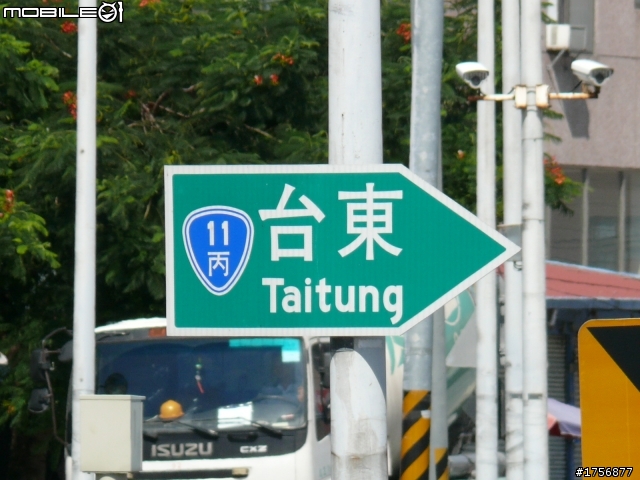 MOBILE01
11
丙
台東
Taitung
ISUZU
CXZ
#1756877